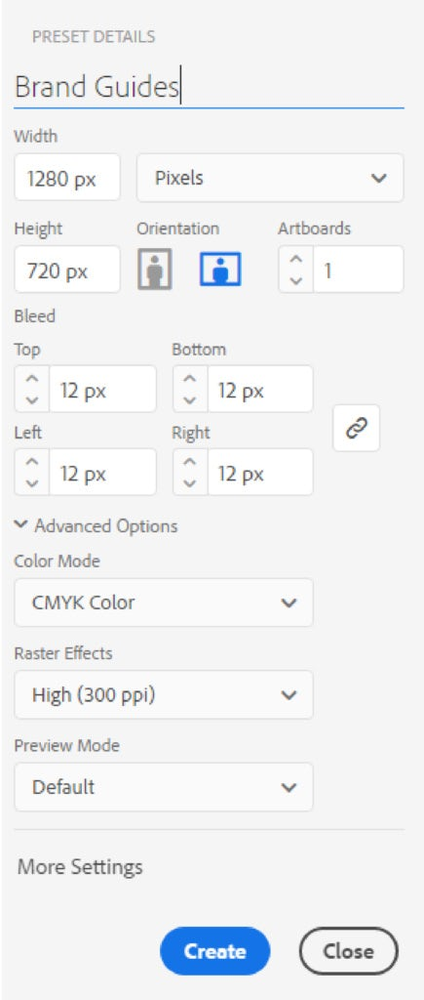 PRESET DETAILS
Brand Guides
Width
1280 px Pixels
Height Orientation Artboards
720 px 1
Bleed
Top Bottom
12 px 12 px
Left Right
12 px 12 px
Advanced Options
Color Mode
CMYK Color
Raster Effects
High (300 ppi)
Preview Mode
Default
More Settings
Create Close